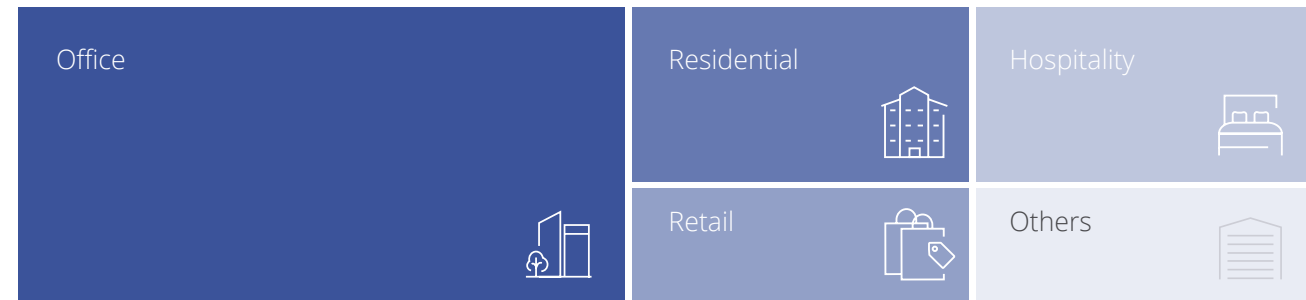 Office
Residential
Hospitality
Retail
Others